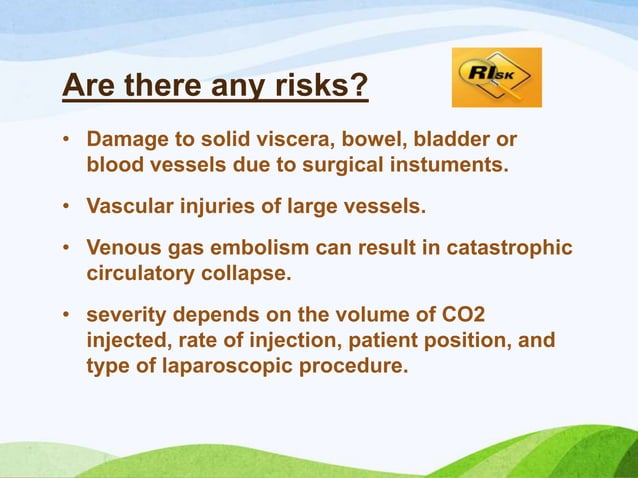 Are there any risks?
RISK
• Damage to solid viscera, bowel, bladder or
blood vessels due to surgical instuments.
• Vascular injuries of large vessels.
• Venous gas embolism can result in catastrophic
circulatory collapse.
• severity depends on the volume of CO2
injected, rate of injection, patient position, and
type of laparoscopic procedure.